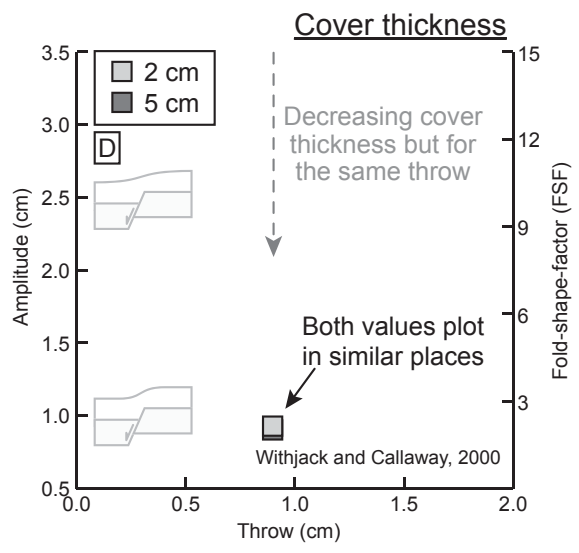 Cover thickness
3.5
3.0
2.5
2.0
1.5
1.0
0.5
Amplitude (cm)
2 cm
5 cm
D
Decreasing cover
thickness but for
the same throw
Both values plot
in similar places
Withjack and Callaway, 2000
15
12
9
6
3
Fold-shape-factor (FSF)
0.0
0.5
1.0
1.5
2.0
Throw (cm)